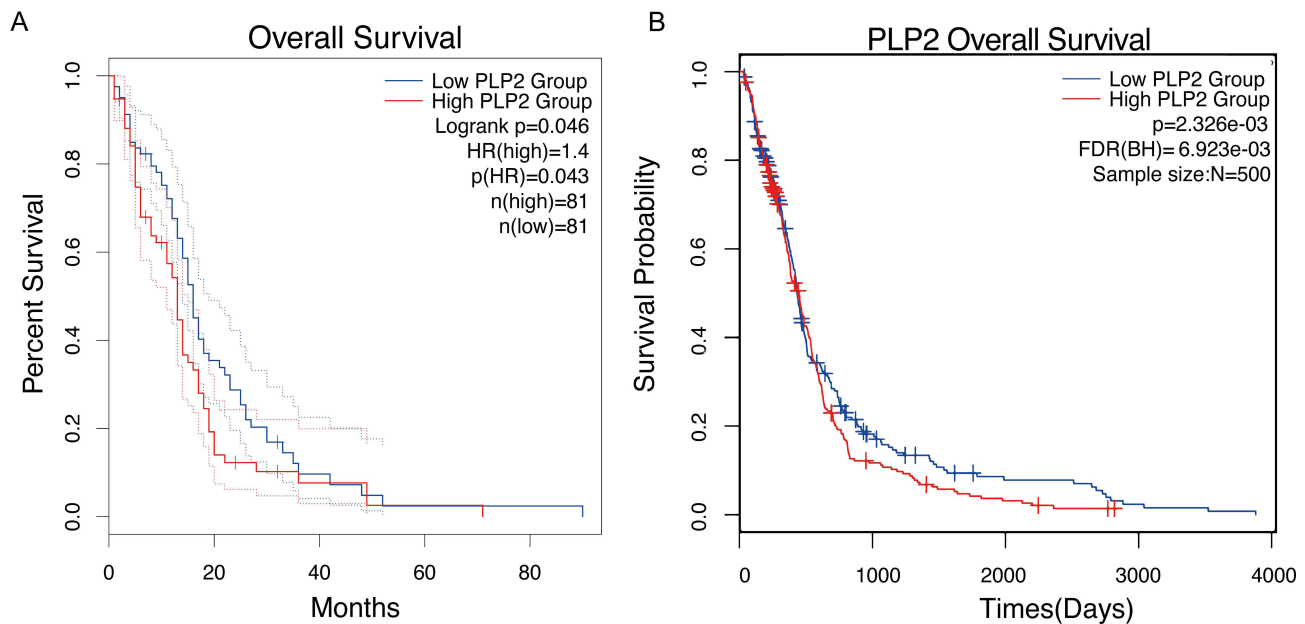 A
Overall Survival
Low PLP2 Group
High PLP2 Group
Logrank p=0.046
HR(high)=1.4
p(HR)=0.043
n(high)=81
n(low)=81
Percent Survival
1.0
0.8
0.6
0.4
0.2
0.0
0
20
40
60
80
Months
B
PLP2 Overall Survival
Low PLP2 Group
High PLP2 Group
p=2.326e-03
FDR(BH)=6.923e-03
Sample size:N=500
Survival Probability
1.0
0.8
0.6
0.4
0.2
0.0
0
1000
2000
3000
4000
Times(Days)